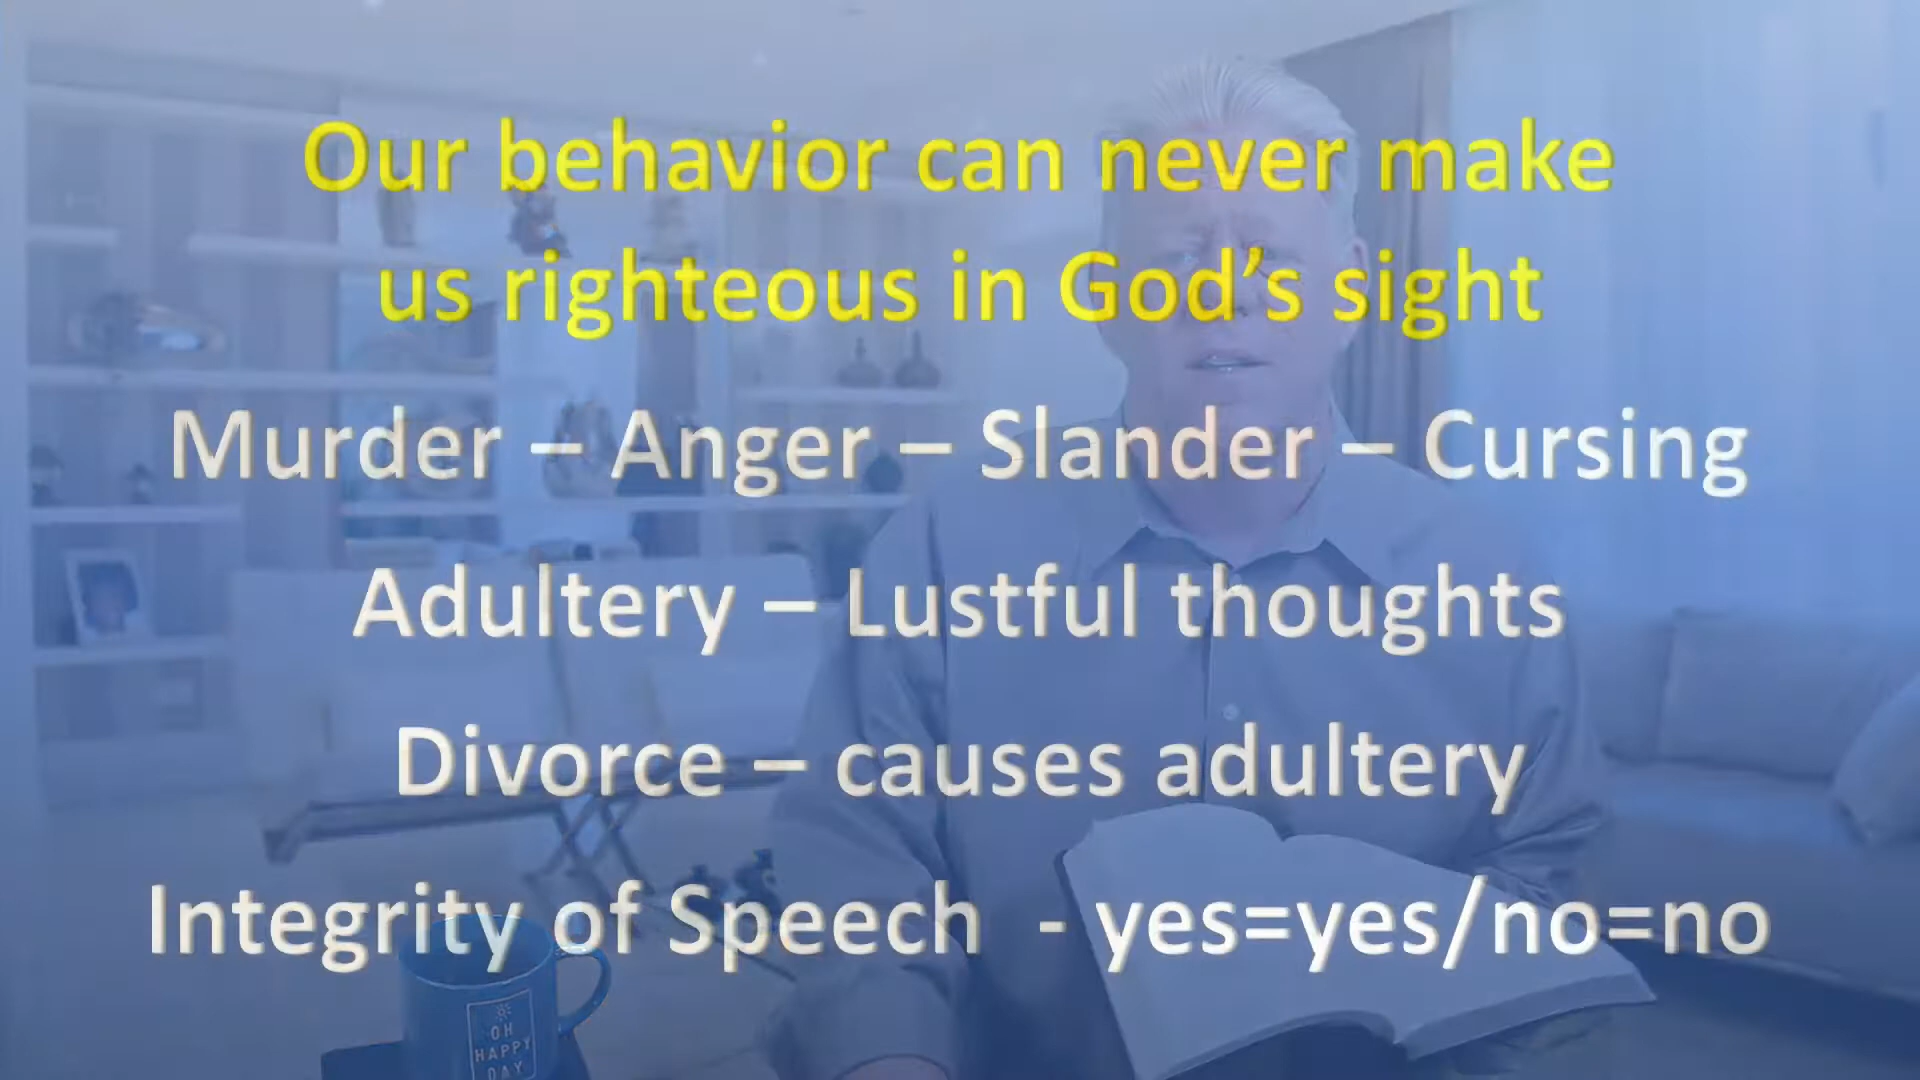 Our behavior can never make
us righteous in God’s sight
Murder – Anger – Slander – Cursing
Adultery – Lustful thoughts
Divorce – causes adultery
Integrity of Speech - yes=yes/no=no
OH
HAPPY
DAY